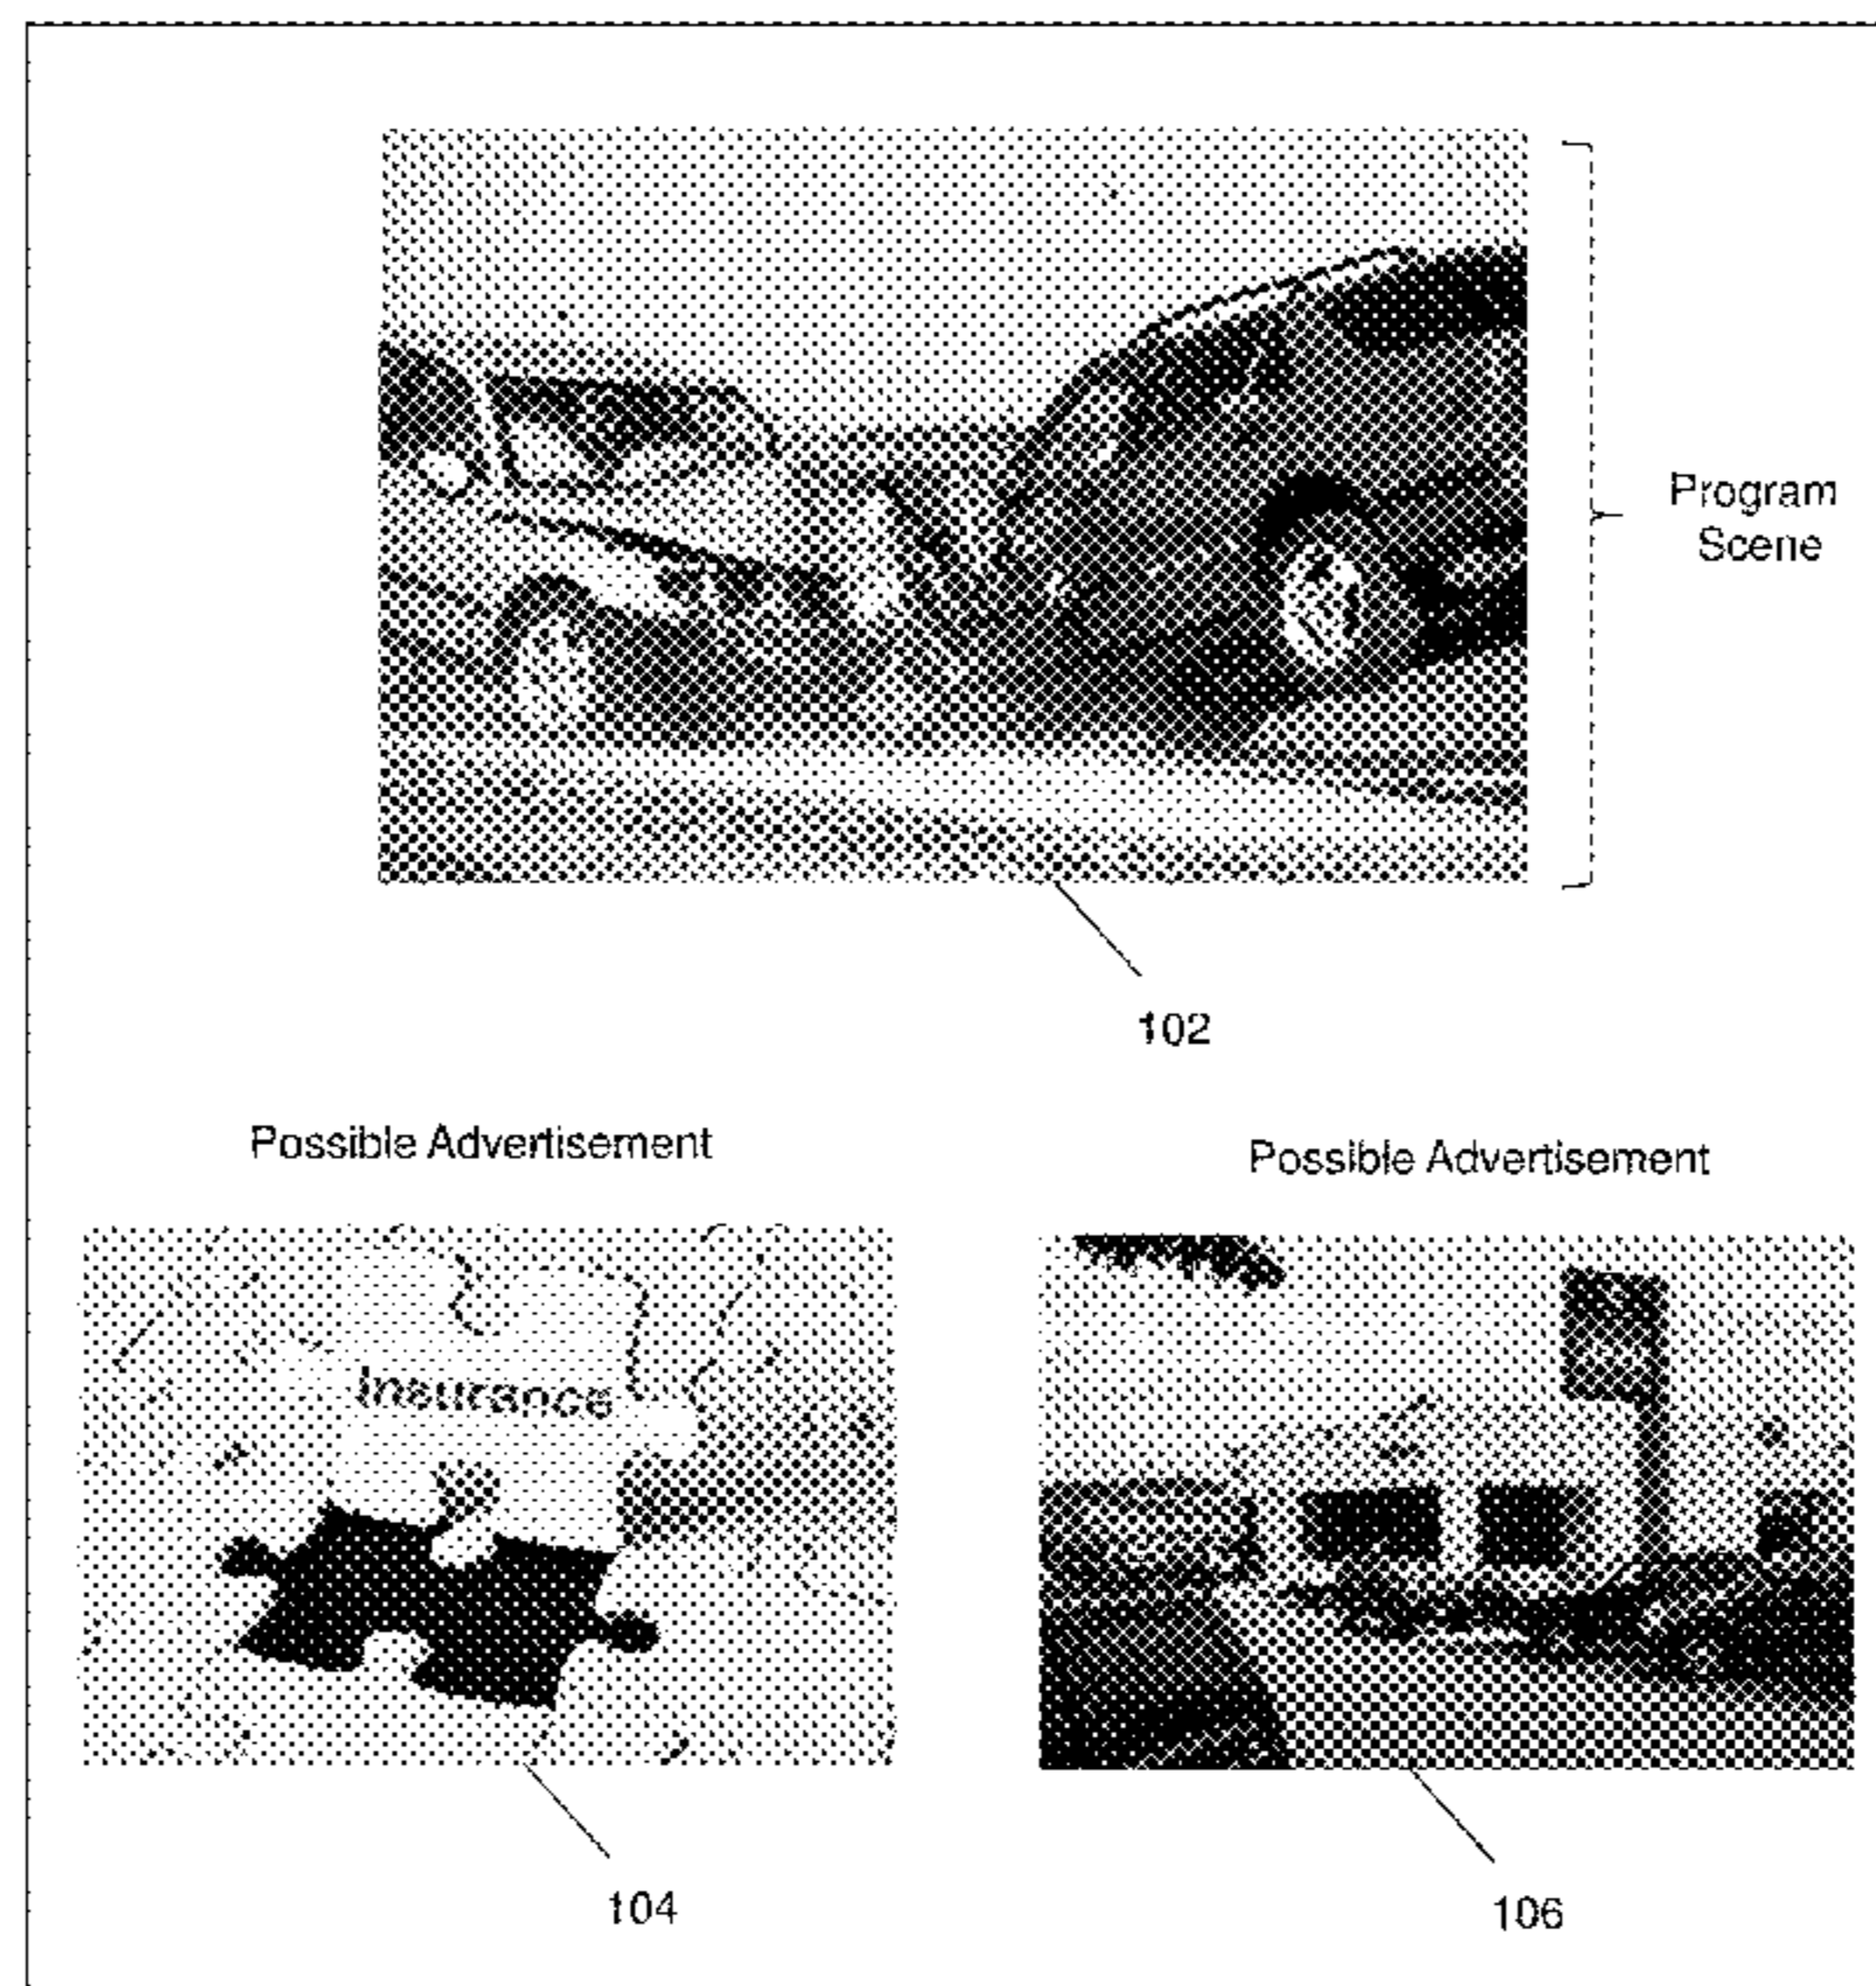 Program
Scene
102
Possible Advertisement
Possible Advertisement
Insurance
104
106